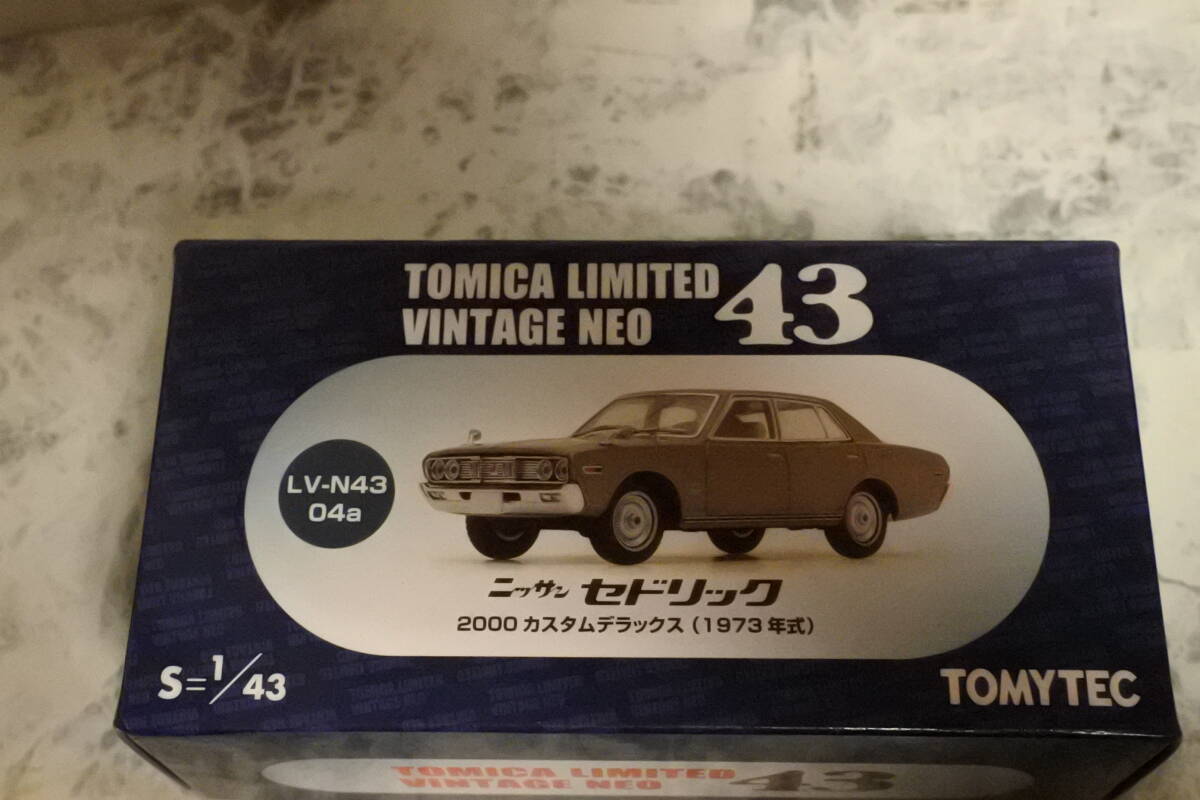 TOMICA LIMITED
VINTAGE NEO
43
LV-N43
04a
ニッサン セドリック
2000 カスタムデラックス (1973 年式)
S=1/43
TOMYTEC
TOMICA LIMITED
VINTAGE NEO
43